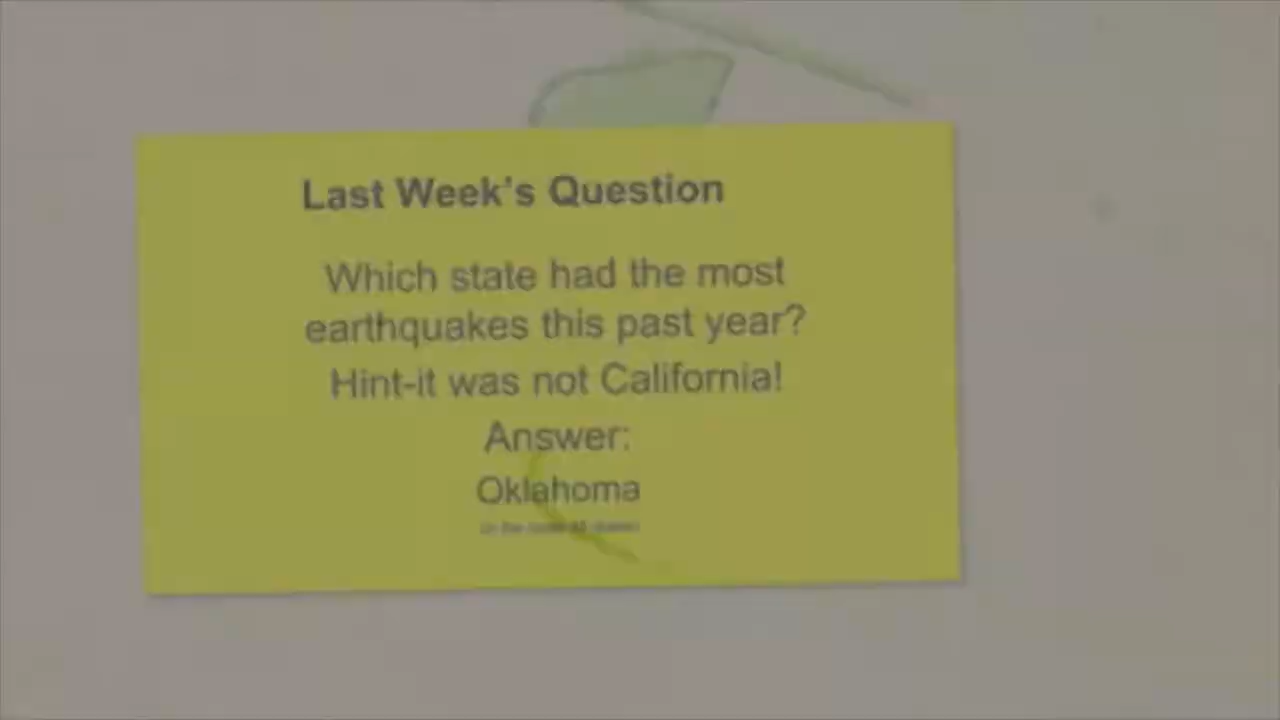 Last Week's Question
Which state had the most
earthquakes this past year?
Hint-it was not California!
Answer:
Oklahoma